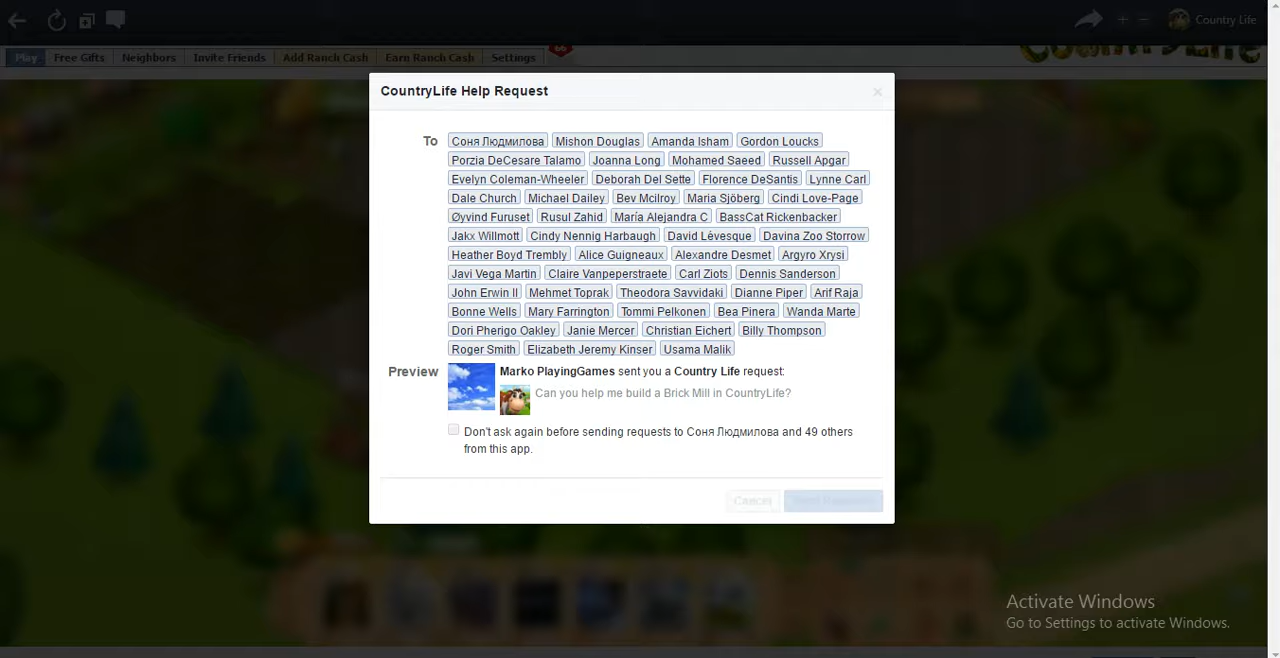 Country Life
Play Free Gifts Neighbors Invite Friends Add Ranch Cash Earn Ranch Cash Settings
CountryLife Help Request
To Соня Людмилова Mishon Douglas Amanda Isham Gordon Loucks
Porzia DeCesare Talamo Joanna Long Mohamed Saeed Russell Apgar
Evelyn Coleman-Wheeler Deborah Del Sette Florence DeSantis Lynne Carl
Dale Church Michael Dailey Bev Mcilroy Maria Sjöberg Cindi Love-Page
Øyvind Furuset Rusul Zahid María Alejandra C BassCat Rickenbacker
Jakx Willmott Cindy Nennig Harbaugh David Lévesque Davina Zoo Storrow
Heather Boyd Trembly Alice Guigneaux Alexandre Desmet Argyro Xrysi
Javi Vega Martin Claire Vanpeperstraete Carl Ziots Dennis Sanderson
John Erwin II Mehmet Toprak Theodora Savvidaki Dianne Piper Arif Raja
Bonne Wells Mary Farrington Tommi Pelkonen Bea Pinera Wanda Marte
Dori Pherigo Oakley Janie Mercer Christian Eichert Billy Thompson
Roger Smith Elizabeth Jeremy Kinser Usama Malik
Preview Marko PlayingGames sent you a Country Life request:
Can you help me build a Brick Mill in CountryLife?
Don't ask again before sending requests to Соня Людмилова and 49 others
from this app.
Cancel
Activate Windows
Go to Settings to activate Windows.